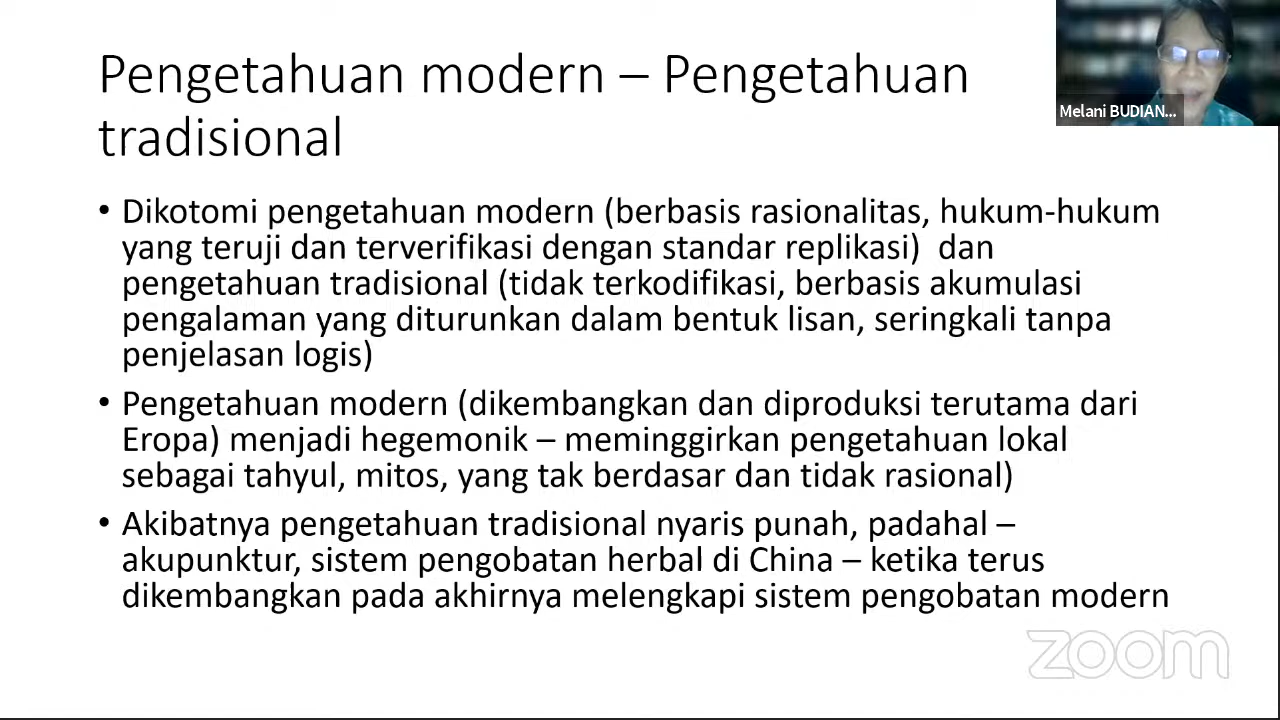 Pengetahuan modern – Pengetahuan
tradisional
Melani BUDIAN...
• Dikotomi pengetahuan modern (berbasis rasionalitas, hukum-hukum
yang teruji dan terverifikasi dengan standar replikasi)  dan
pengetahuan tradisional (tidak terkodifikasi, berbasis akumulasi
pengalaman yang diturunkan dalam bentuk lisan, seringkali tanpa
penjelasan logis)
• Pengetahuan modern (dikembangkan dan diproduksi terutama dari
Eropa) menjadi hegemonik – meminggirkan pengetahuan lokal
sebagai tahyul, mitos, yang tak berdasar dan tidak rasional)
• Akibatnya pengetahuan tradisional nyaris punah, padahal –
akupunktur, sistem pengobatan herbal di China – ketika terus
dikembangkan pada akhirnya melengkapi sistem pengobatan modern
zoom